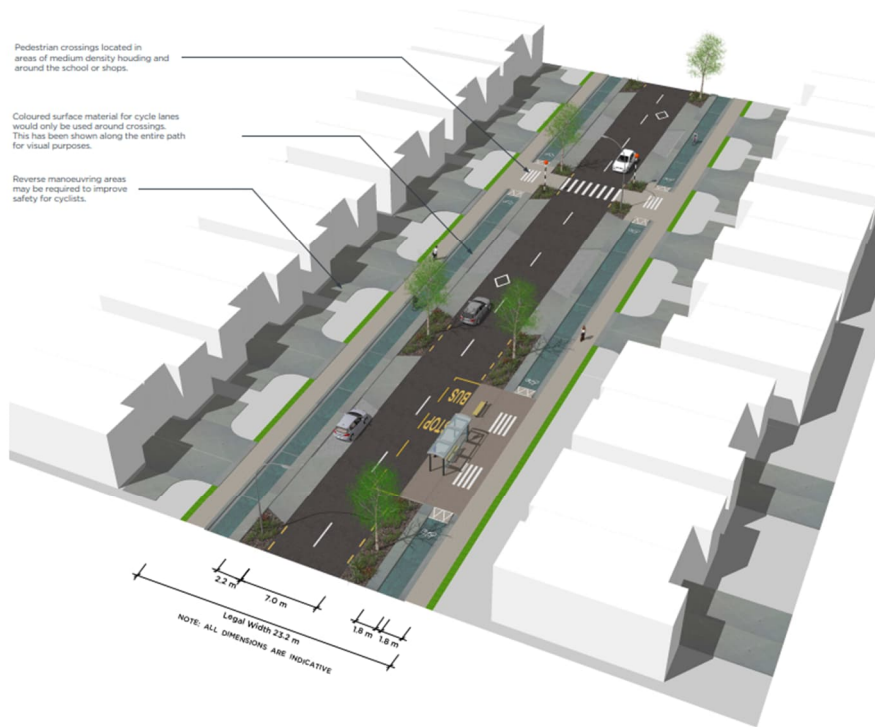 Pedestrian crossings located in
areas of medium density houding and
around the school or shops.
Coloured surface material for cycle lanes
would only be used around crossings.
This has been shown along the entire path
for visual purposes.
Reverse manoeuvring areas
may be required to improve
safety for cyclists.
BUS
STOP
2.2 m
7.0 m
1.8 m 1.8 m
Legal Width 23.2 m
NOTE: ALL DIMENSIONS ARE INDICATIVE